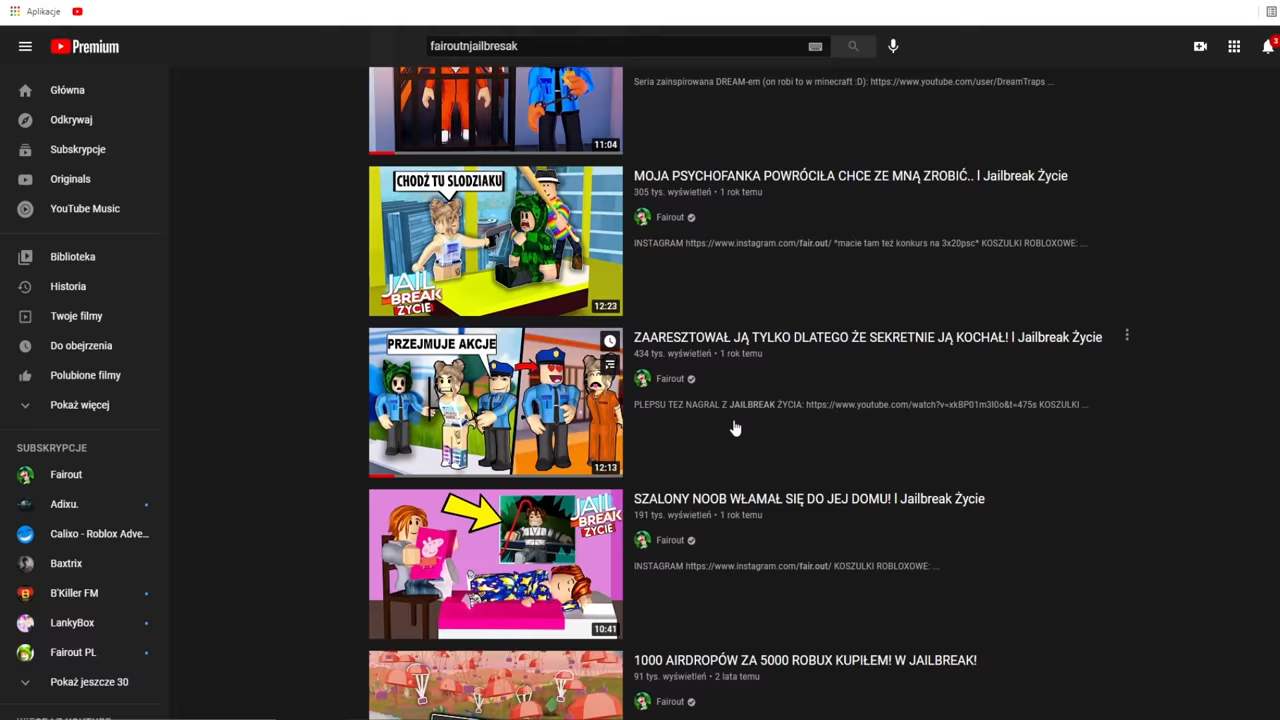 Aplikacje
Premium
fairoutnjailbresak
3
Główna
Odkrywaj
Subskrypcje
Originals
YouTube Music
Biblioteka
Historia
Twoje filmy
Do obejrzenia
Polubione filmy
Pokaż więcej
SUBSKRYPCJE
Fairout
Adixu.
Calixo - Roblox Adve...
Baxtrix
B'Killer FM
LankyBox
Fairout PL
Pokaż jeszcze 30
11:04
Seria zainspirowana DREAM-em (on robi to w minecraft :D): https://www.youtube.com/user/DreamTraps ...
CHODŹ TU SLODZIAKU
JAIL
BREAK
ŻYCIE
12:23
MOJA PSYCHOFANKA POWRÓCIŁA CHCE ZE MNĄ ZROBIĆ.. l Jailbreak Życie
305 tys. wyświetleń • 1 rok temu
Fairout
INSTAGRAM https://www.instagram.com/fair.out/ *macie tam też konkurs na 3x20psc* KOSZULKI ROBLOXOWE: ...
PRZEJMUJE AKCJE
12:13
ZAARESZTOWAŁ JĄ TYLKO DLATEGO ŻE SEKRETNIE JĄ KOCHAŁ! l Jailbreak Życie
434 tys. wyświetleń • 1 rok temu
Fairout
PLEPSU TEZ NAGRAL Z JAILBREAK ŻYCIA: https://www.youtube.com/watch?v=xkBP01m3I0o&t=475s KOSZULKI ...
JAIL
BREAK
ŻYCIE
10:41
SZALONY NOOB WŁAMAŁ SIĘ DO JEJ DOMU! l Jailbreak Życie
191 tys. wyświetleń • 1 rok temu
Fairout
INSTAGRAM https://www.instagram.com/fair.out/ KOSZULKI ROBLOXOWE: ...
1000 AIRDROPÓW ZA 5000 ROBUX KUPIŁEM! W JAILBREAK!
91 tys. wyświetleń • 2 lata temu
Fairout